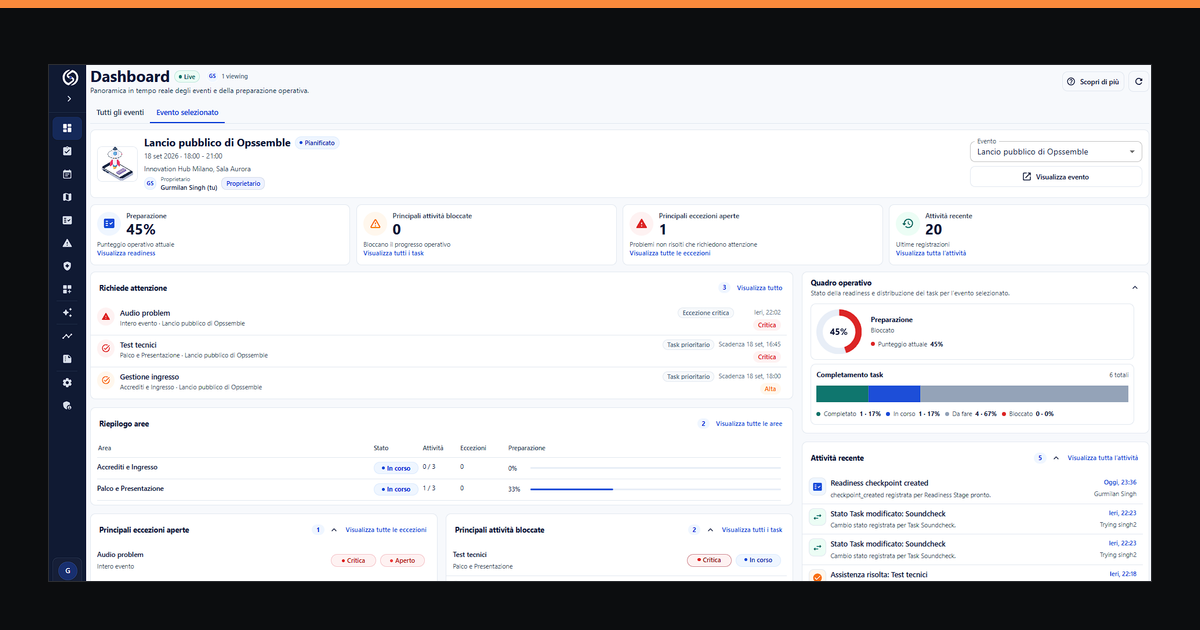 Dashboard
Live
GS
1 viewing
Panoramica in tempo reale degli eventi e della preparazione operativa.
Scopri di più
Tutti gli eventi
Evento selezionato
Lancio pubblico di Opssemble
Pianificato
18 set 2026 - 18:00 - 21:00
Innovation Hub Milano, Sala Aurora
GS
Proprietario
Gurmilan Singh (tu)
Proprietario
Evento
Lancio pubblico di Opssemble
Visualizza evento
Preparazione
45%
Punteggio operativo attuale
Visualizza readiness
Principali attività bloccate
0
Bloccano il progresso operativo
Visualizza tutti i task
Principali eccezioni aperte
1
Problemi non risolti che richiedono attenzione
Visualizza tutte le eccezioni
Attività recente
20
Ultime registrazioni
Visualizza tutta l'attività
Richiede attenzione
3
Visualizza tutto
Audio problem
Intero evento - Lancio pubblico di Opssemble
Eccezione critica
Ieri, 22:02
Critica
Test tecnici
Palco e Presentazione - Lancio pubblico di Opssemble
Task prioritario
Scadenza 18 set, 16:45
Critica
Gestione ingresso
Accrediti e Ingresso - Lancio pubblico di Opssemble
Task prioritario
Scadenza 18 set, 18:00
Alta
Riepilogo aree
2
Visualizza tutte le aree
Area
Stato
Attività
Eccezioni
Preparazione
Accrediti e Ingresso
In corso
0 / 3
0
0%
Palco e Presentazione
In corso
1 / 3
0
33%
Principali eccezioni aperte
1
Visualizza tutte le eccezioni
Audio problem
Intero evento
Critica
Aperto
Principali attività bloccate
2
Visualizza tutti i task
Test tecnici
Palco e Presentazione
Critica
In corso
Quadro operativo
Stato della readiness e distribuzione dei task per l'evento selezionato.
45%
Preparazione
Bloccato
Punteggio attuale 45%
Completamento task
6 totali
Completato 1 · 17%
In corso 1 · 17%
Da fare 4 · 67%
Bloccato 0 · 0%
Attività recente
5
Visualizza tutta l'attività
Readiness checkpoint created
checkpoint_created registrata per Readiness Stage pronto.
Oggi, 23:36
Gurmilan Singh
Stato Task modificato: Soundcheck
Cambio stato registrata per Task Soundcheck.
Ieri, 22:23
Trying singh2
Stato Task modificato: Soundcheck
Cambio stato registrata per Task Soundcheck.
Ieri, 22:23
Trying singh2
Assistenza risolta: Test tecnici
Ieri, 22:18
G